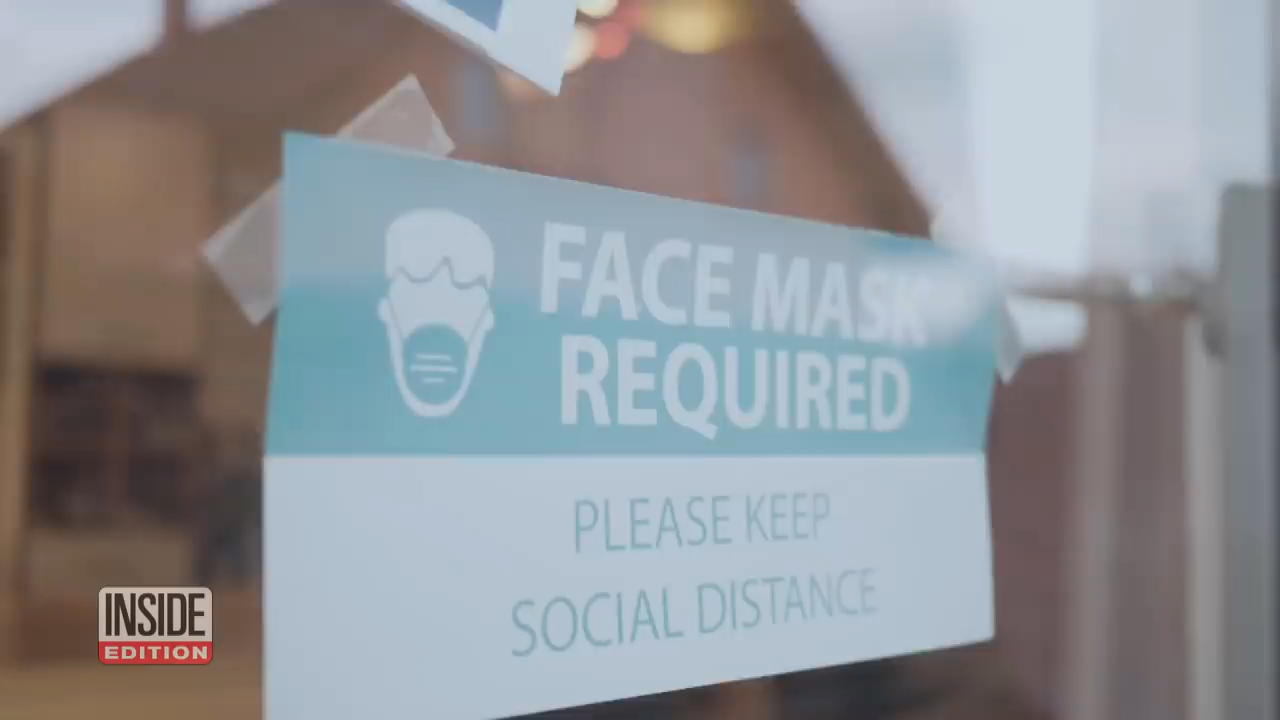 FACE MASK
REQUIRED
PLEASE KEEP
SOCIAL DISTANCE
INSIDE
EDITION